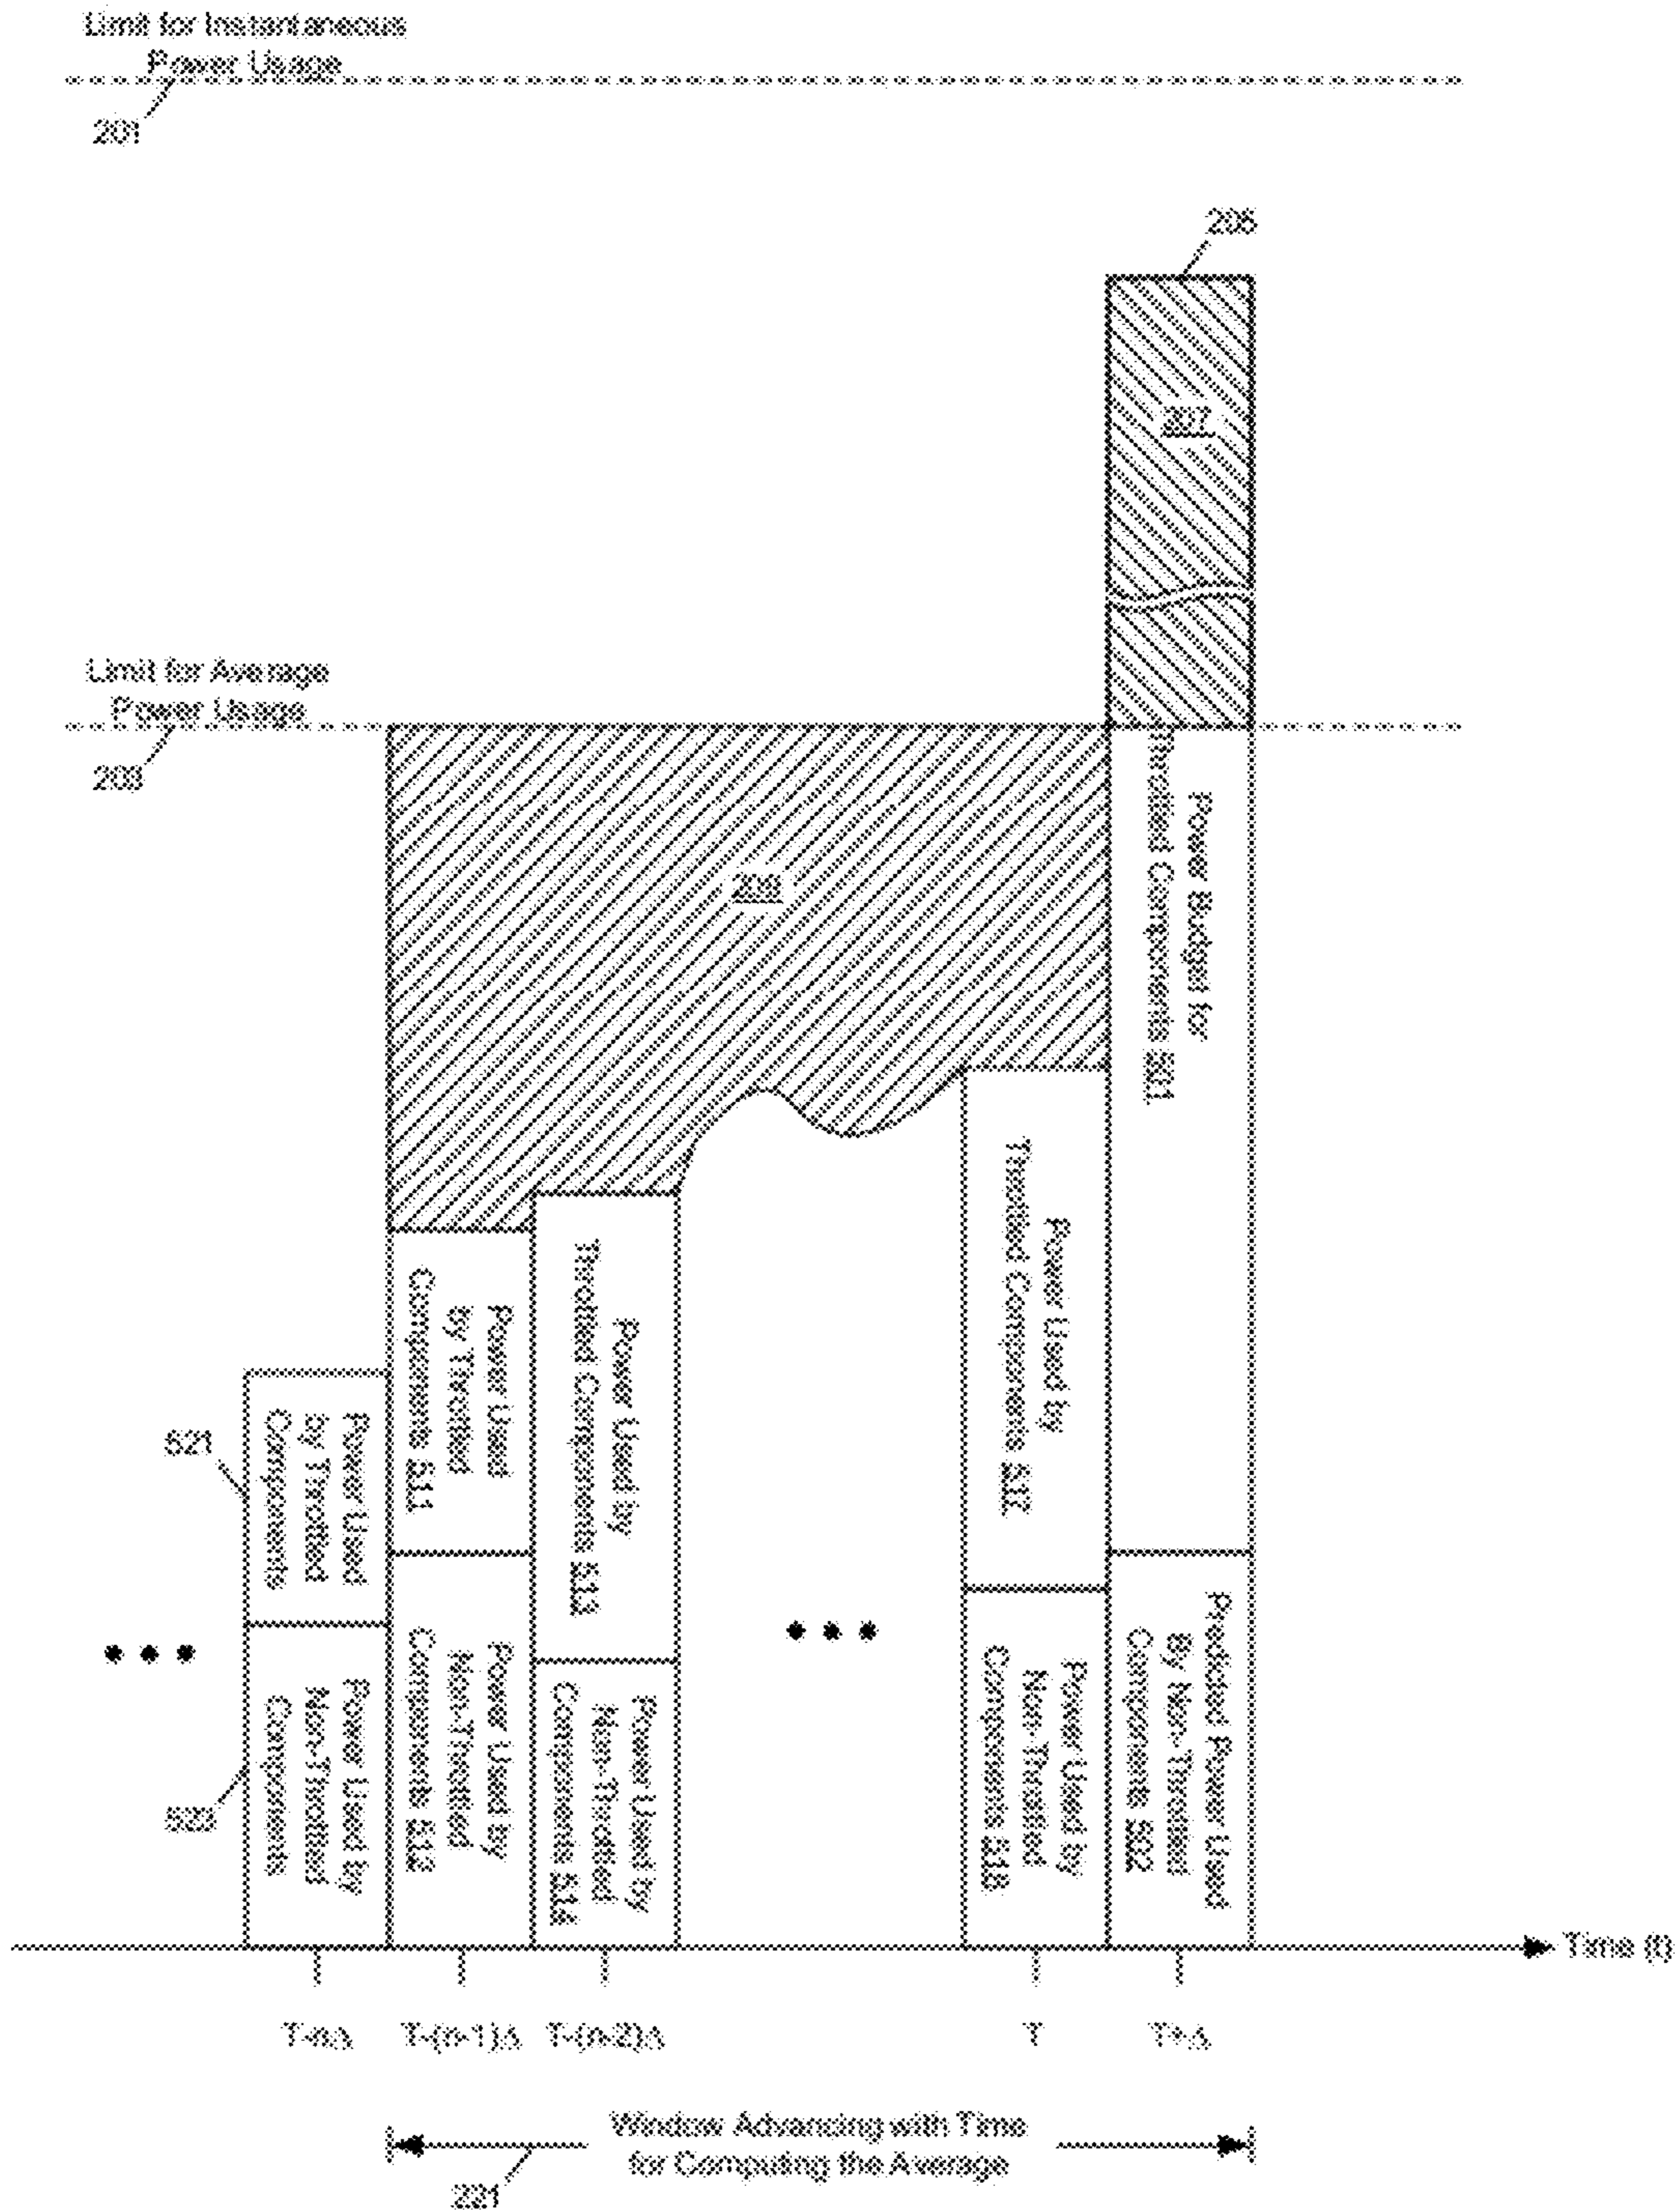 Limit for Instantaneous
Power Usage
201
205
207
Limit for Average
Power Usage
203
209
Power Budget for
Throttled Components 501
Power Used by
Throttled Components 517
Power Used by
Throttled Components 513
Power Used
by Throttled
Components 511
Power Used
by Throttled
Components
521
Predicted Power Used
By Non-Throttled
Components 502
Power Used by
Non-Throttled
Components 518
Power Used by
Non-Throttled
Components 514
Power Used by
Non-Throttled
Components 512
Power Used by
Non-Throttled
Components
523
Time (t)
T-nΔ
T-(n-1)Δ
T-(n-2)Δ
T
T+Δ
Window Advancing with Time
for Computing the Average
221